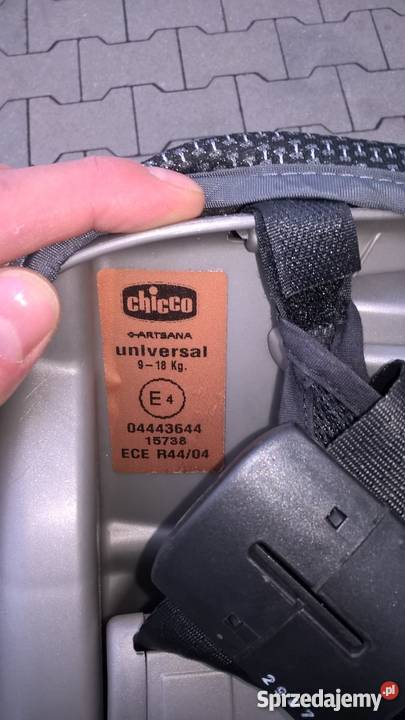 chicco
ARTSANA
universal
9-18 Kg.
E4
04443644
15738
ECE R44/04
Sprzedajemy.pl